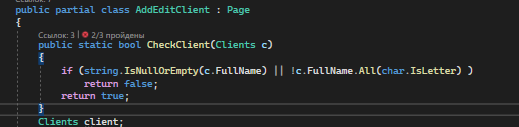 public partial class AddEditClient : Page
{
Ссылок: 3 | 2/3 пройдены
public static bool CheckClient(Clients c)
{
if (string.IsNullOrEmpty(c.FullName) || !c.FullName.All(char.IsLetter) )
return false;
return true;
}
Clients client;